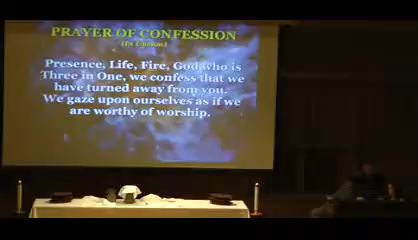 PRAYER OF CONFESSION
(In Unison)
Presence, Life, Fire, God who is
Three in One, we confess that we
have turned away from you.
We gaze upon ourselves as if we
are worthy of worship.